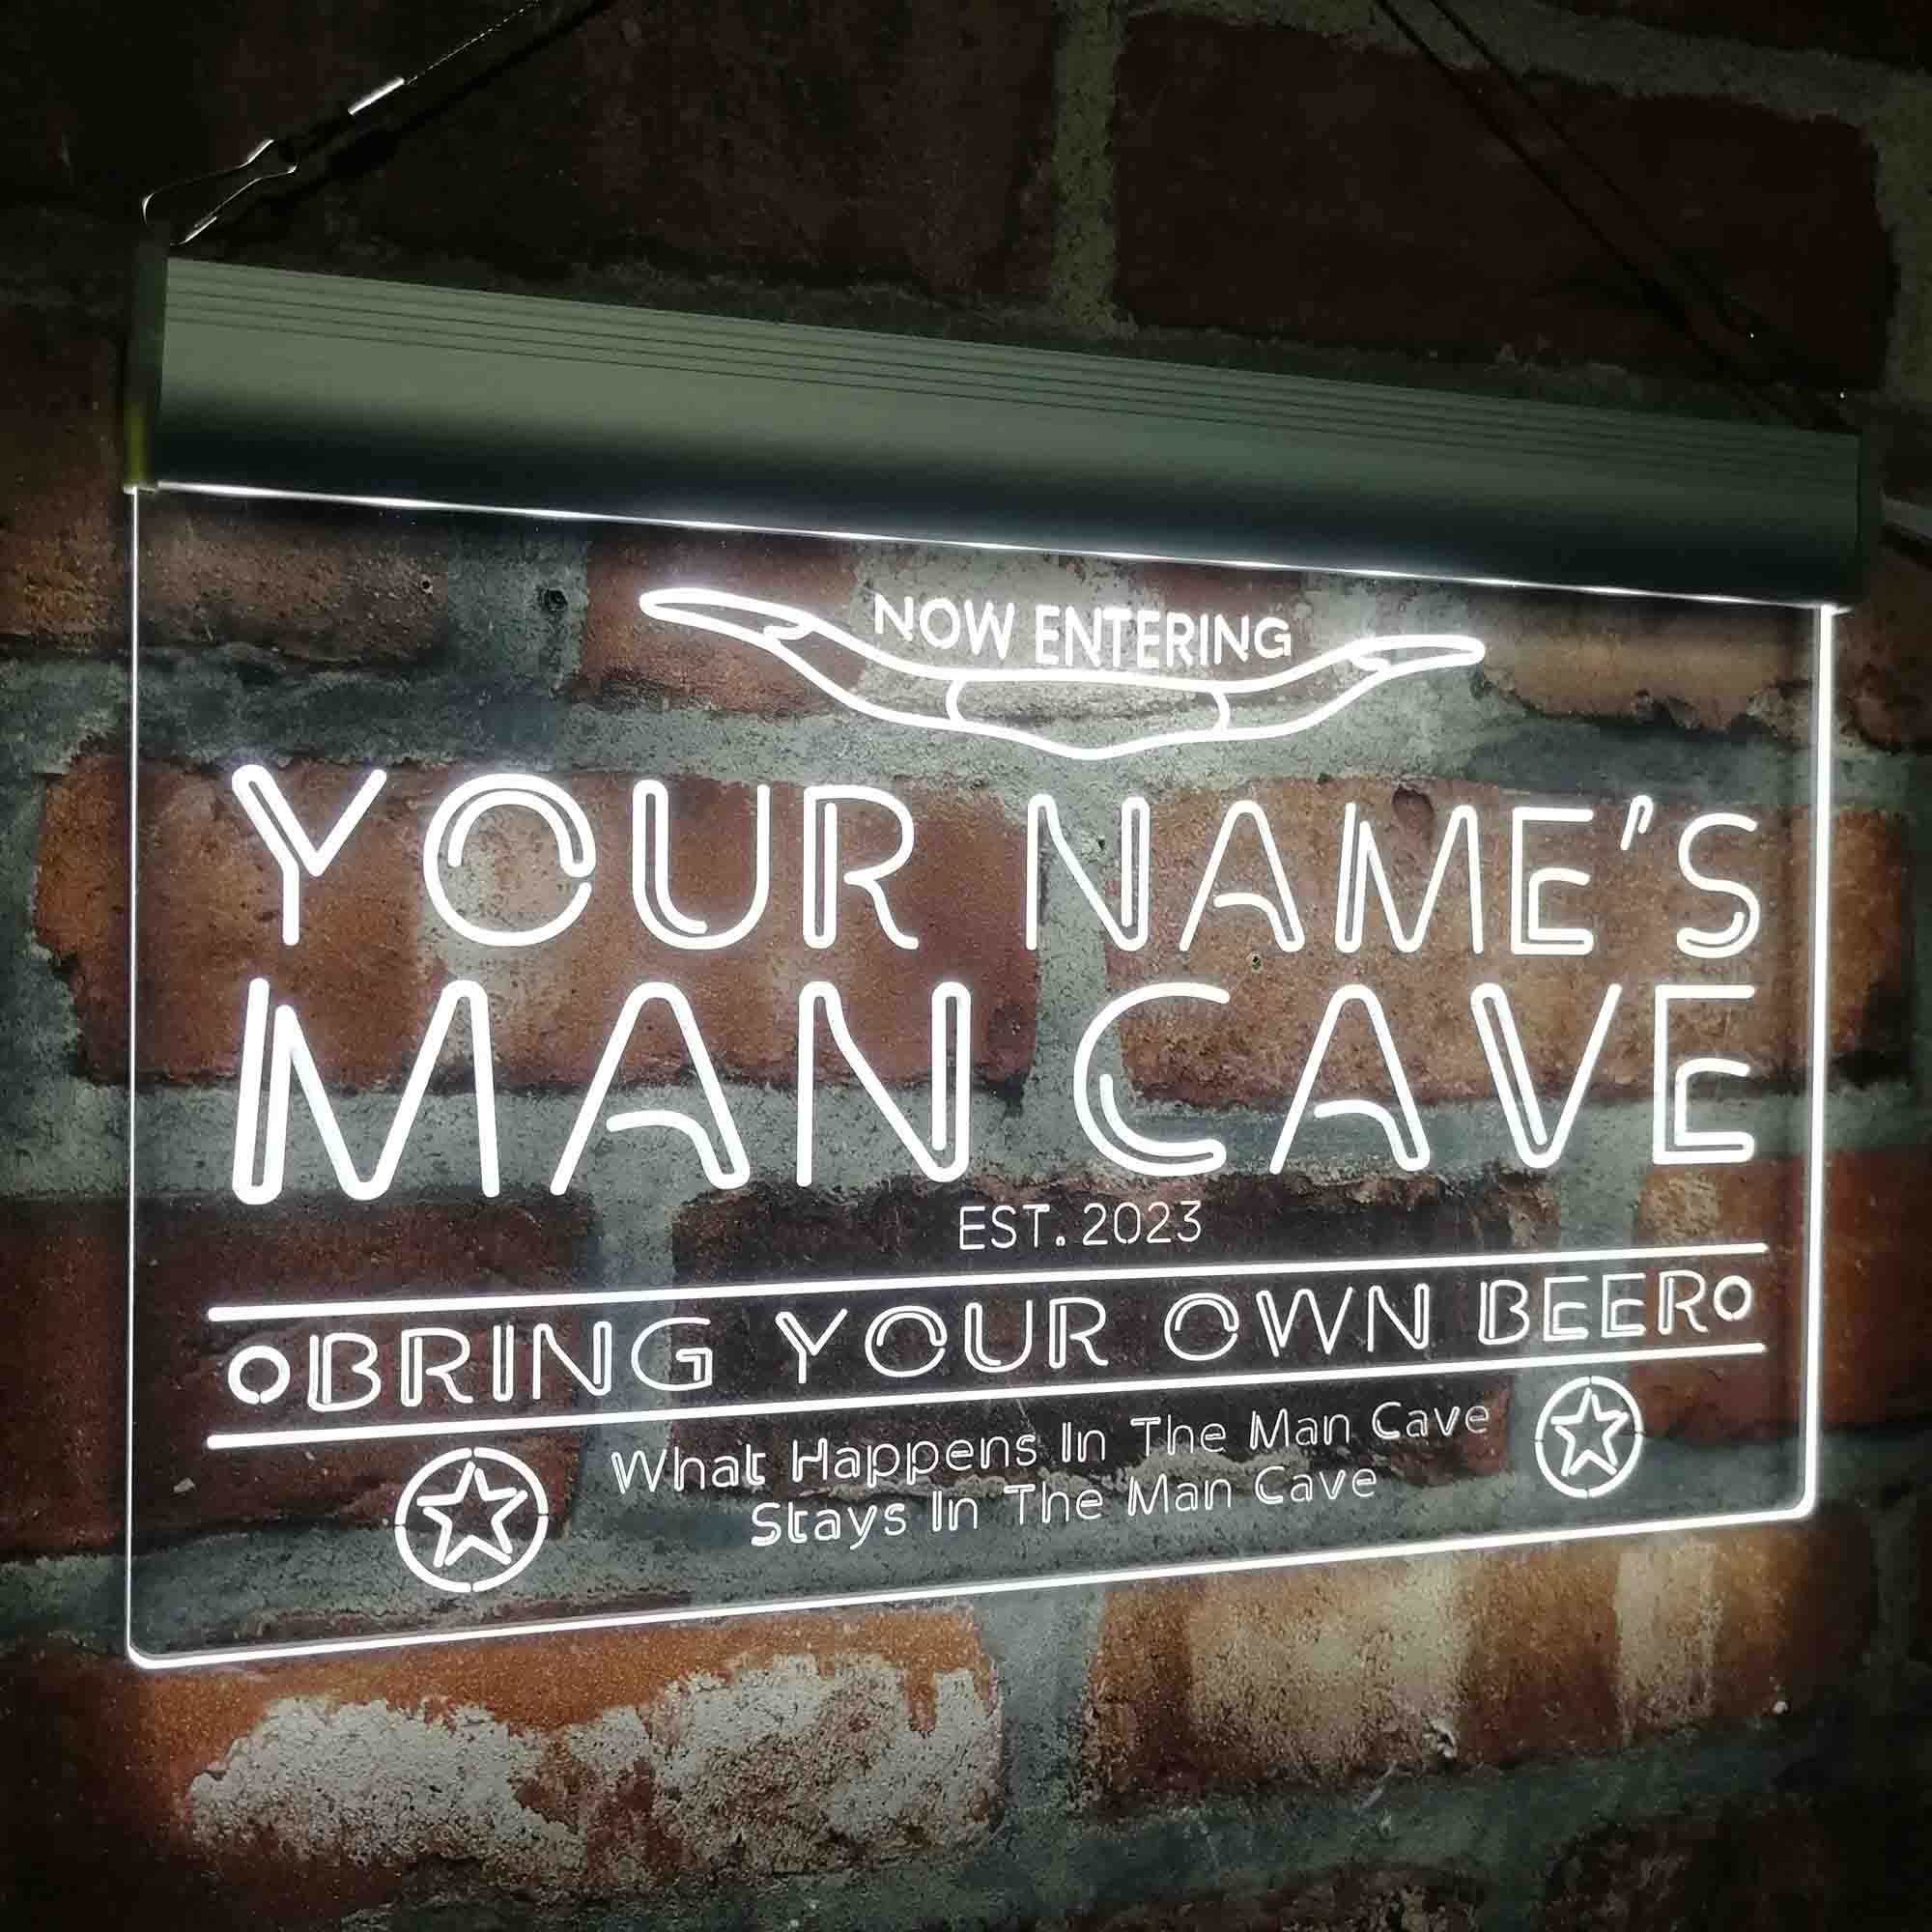 NOW ENTERING
YOUR NAME'S
MAN CAVE
EST. 2023
BRING YOUR OWN BEER
What Happens In The Man Cave
Stays In The Man Cave